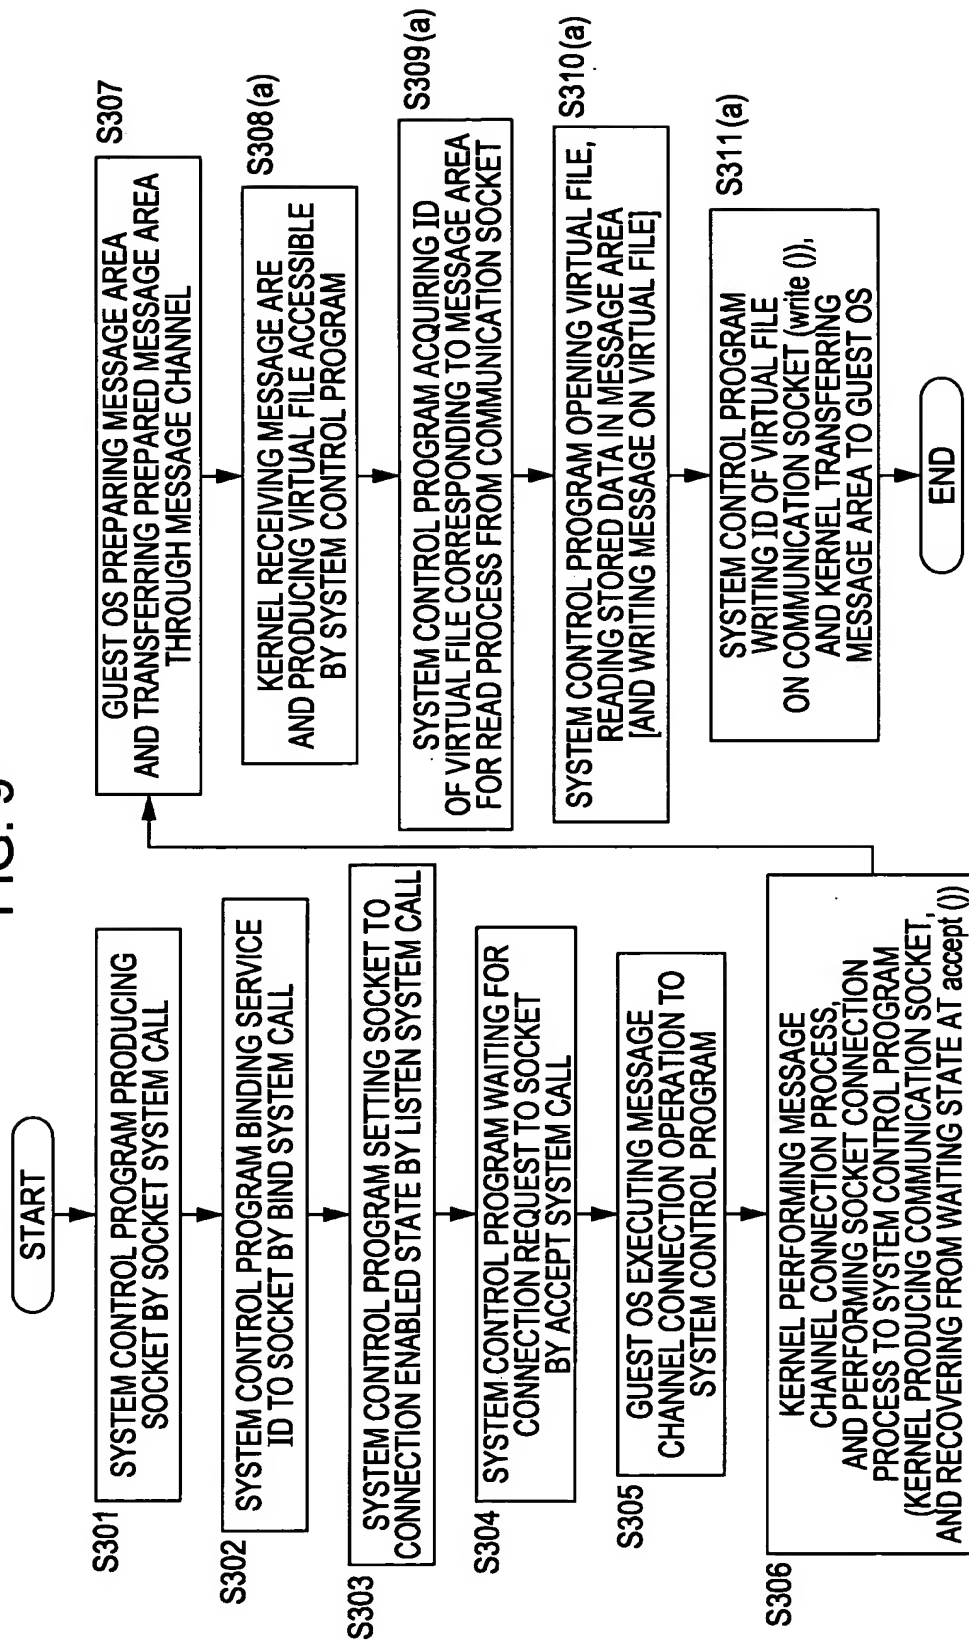 FIG. 9
START
S301
SYSTEM CONTROL PROGRAM PRODUCING
SOCKET BY SOCKET SYSTEM CALL
S302
SYSTEM CONTROL PROGRAM BINDING SERVICE
ID TO SOCKET BY BIND SYSTEM CALL
S303
SYSTEM CONTROL PROGRAM SETTING SOCKET TO
CONNECTION ENABLED STATE BY LISTEN SYSTEM CALL
S304
SYSTEM CONTROL PROGRAM WAITING FOR
CONNECTION REQUEST TO SOCKET
BY ACCEPT SYSTEM CALL
S305
GUEST OS EXECUTING MESSAGE
CHANNEL CONNECTION OPERATION TO
SYSTEM CONTROL PROGRAM
S306
KERNEL PERFORMING MESSAGE
CHANNEL CONNECTION PROCESS,
AND PERFORMING SOCKET CONNECTION
PROCESS TO SYSTEM CONTROL PROGRAM
(KERNEL PRODUCING COMMUNICATION SOCKET,
AND RECOVERING FROM WAITING STATE AT accept ())
S307
GUEST OS PREPARING MESSAGE AREA
AND TRANSFERRING PREPARED MESSAGE AREA
THROUGH MESSAGE CHANNEL
S308(a)
KERNEL RECEIVING MESSAGE ARE
AND PRODUCING VIRTUAL FILE ACCESSIBLE
BY SYSTEM CONTROL PROGRAM
S309(a)
SYSTEM CONTROL PROGRAM ACQUIRING ID
OF VIRTUAL FILE CORRESPONDING TO MESSAGE AREA
FOR READ PROCESS FROM COMMUNICATION SOCKET
S310(a)
SYSTEM CONTROL PROGRAM OPENING VIRTUAL FILE,
READING STORED DATA IN MESSAGE AREA
[AND WRITING MESSAGE ON VIRTUAL FILE]
S311(a)
SYSTEM CONTROL PROGRAM
WRITING ID OF VIRTUAL FILE
ON COMMUNICATION SOCKET (write ()),
AND KERNEL TRANSFERRING
MESSAGE AREA TO GUEST OS
END